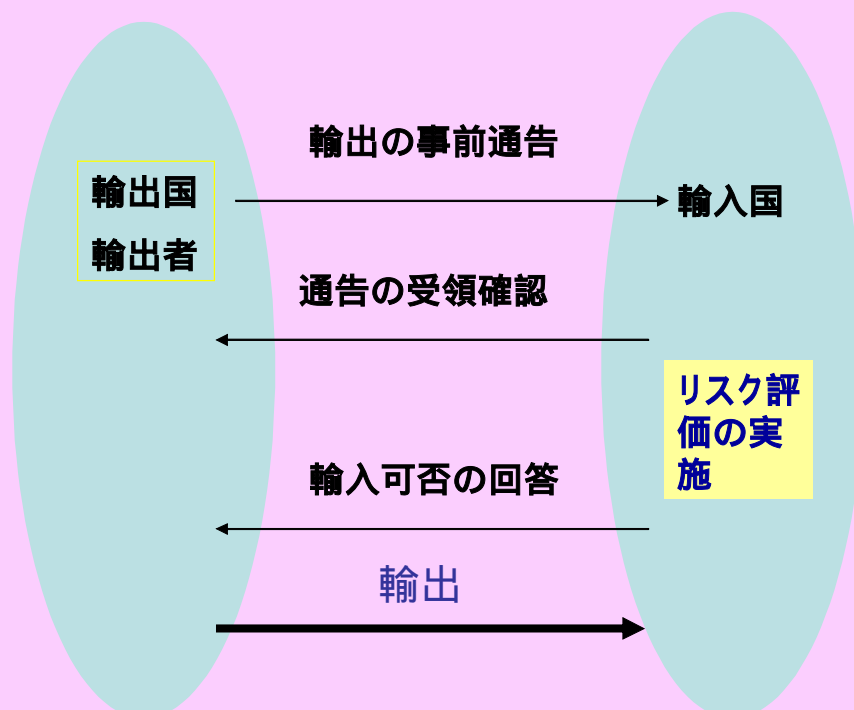 輸出の事前通告
輸出国
輸出者
輸入国
通告の受領確認
リスク評
価の実
施
輸入可否の回答
輸出